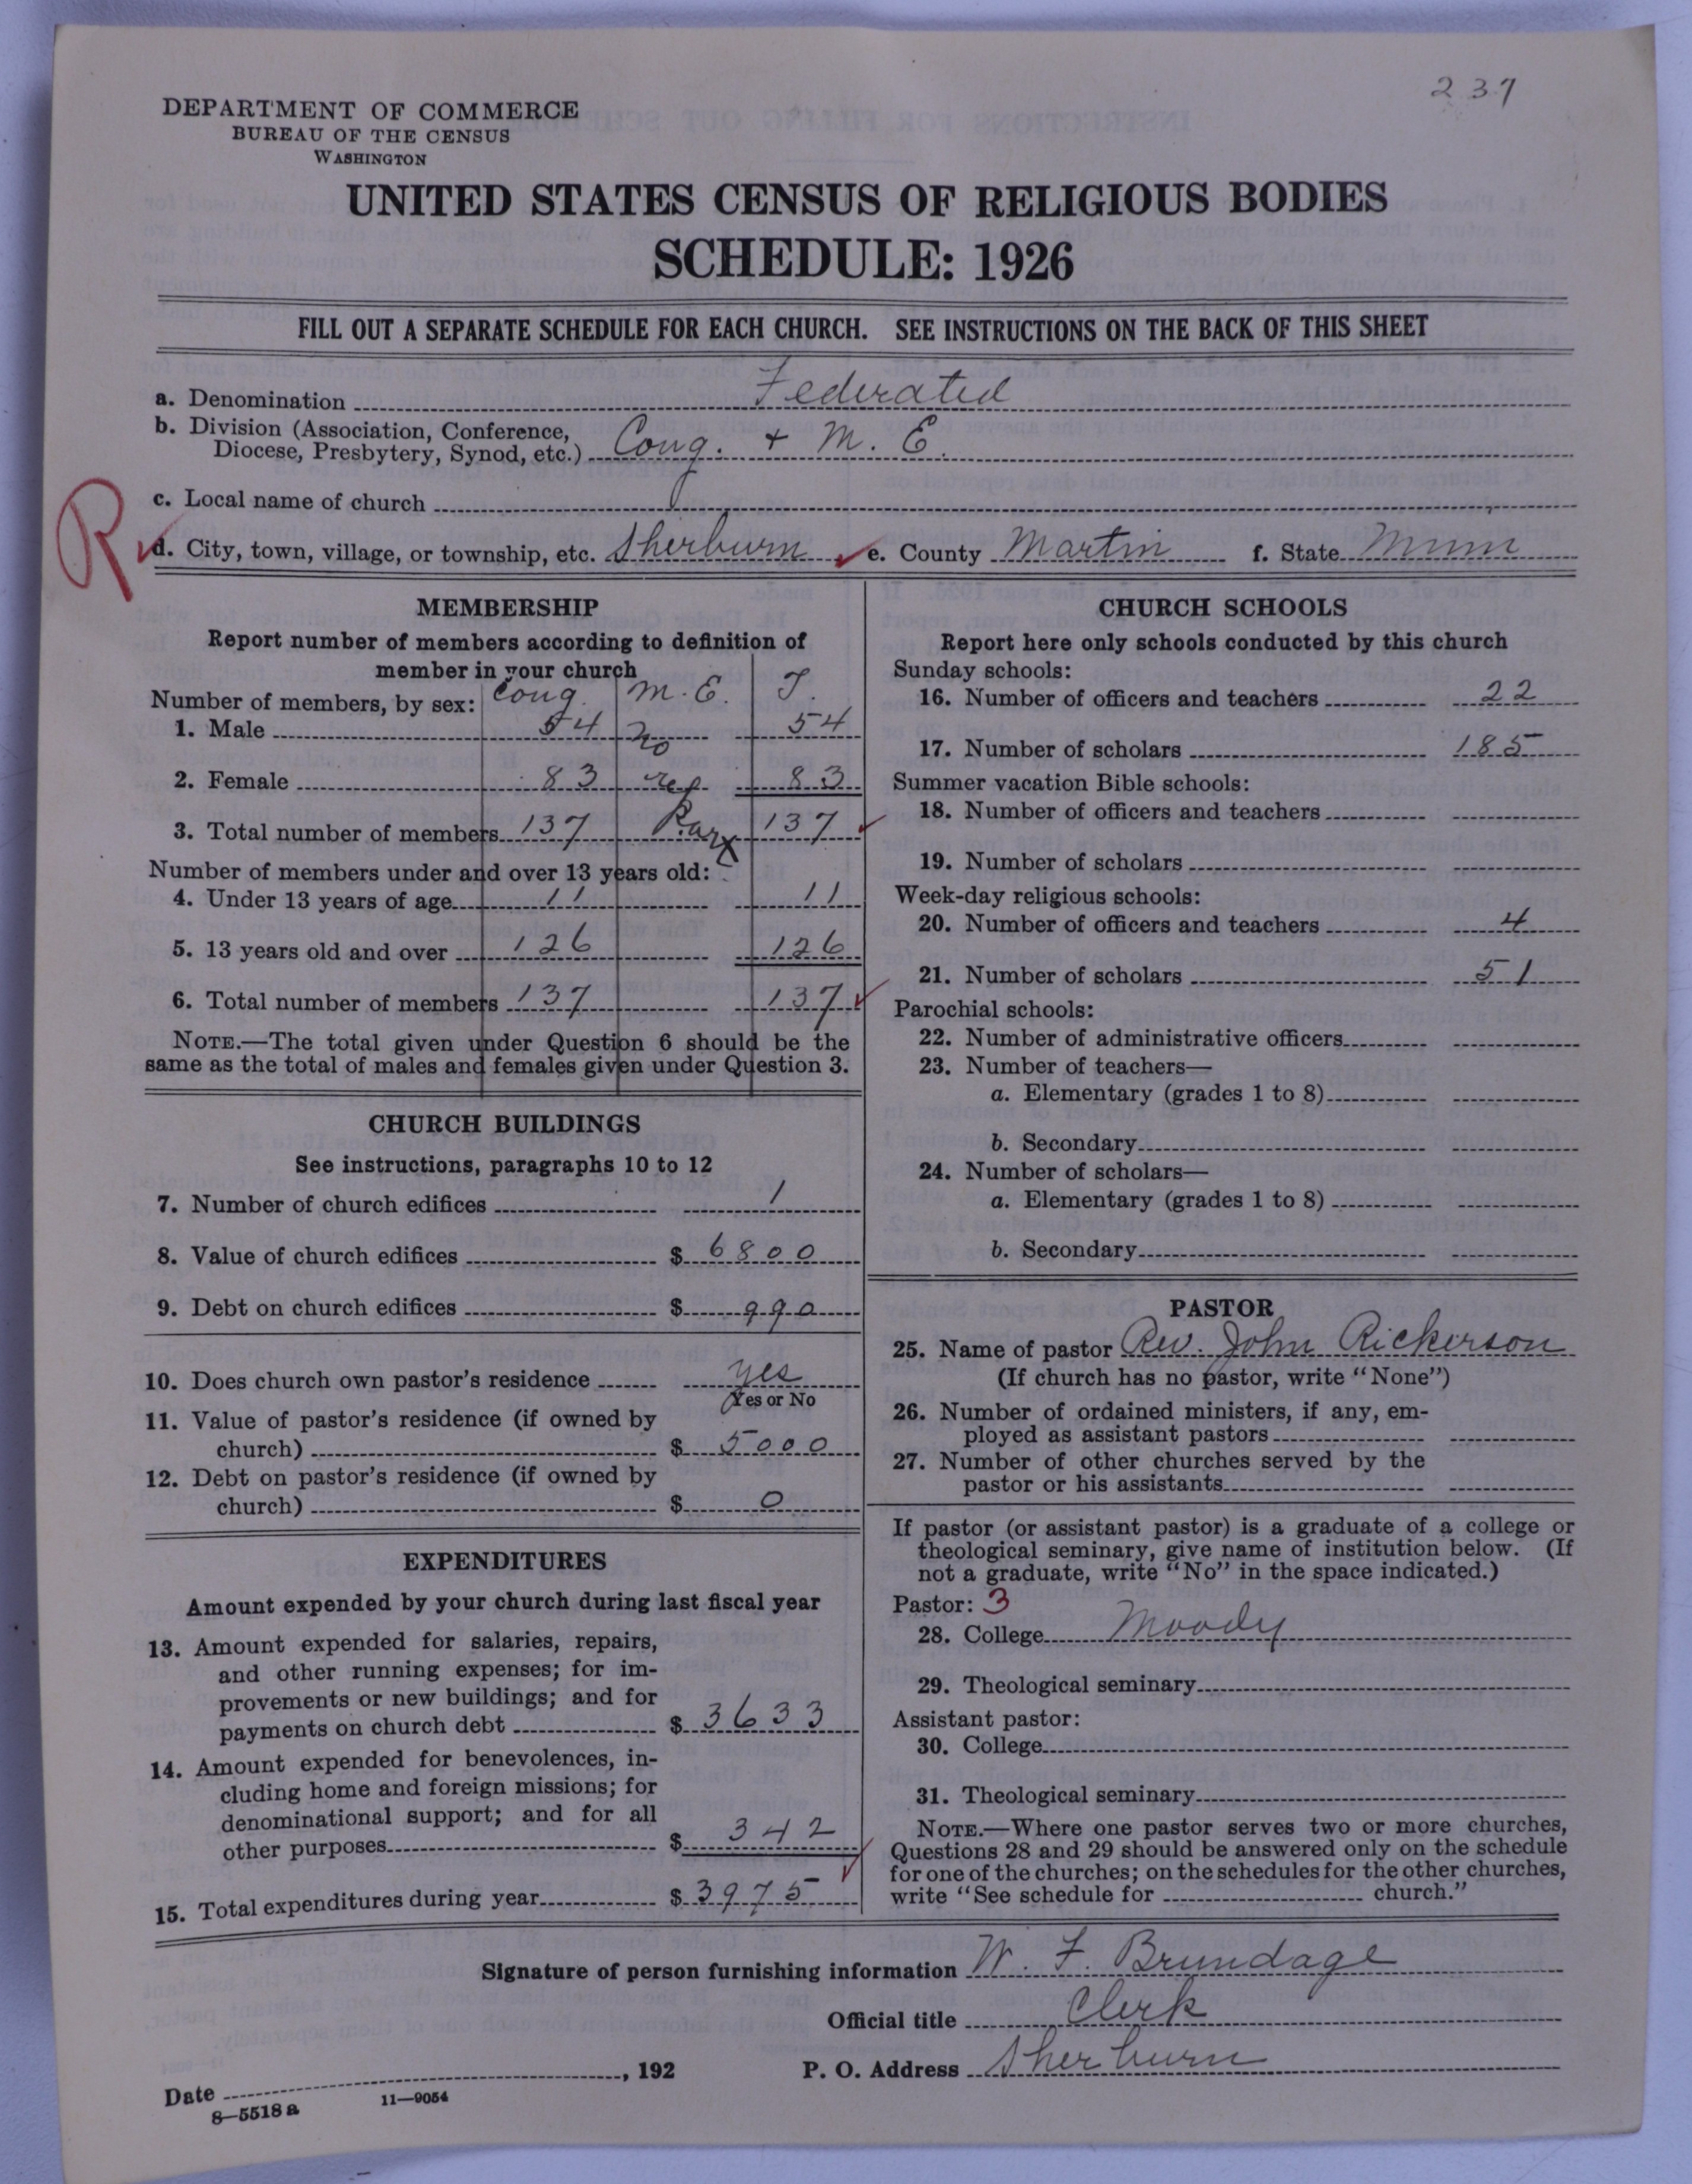 237
DEPARTMENT OF COMMERCE
BUREAU OF THE CENSUS
WASHINGTON
UNITED STATES CENSUS OF RELIGIOUS BODIES
SCHEDULE: 1926
FILL OUT A SEPARATE SCHEDULE FOR EACH CHURCH. SEE INSTRUCTIONS ON THE BACK OF THIS SHEET
a. Denomination Federated
b. Division (Association, Conference,
Diocese, Presbytery, Synod, etc.) Cong. + M. E.
c. Local name of church
R
d. City, town, village, or township, etc. Sherburn e. County Martin f. State Minn
MEMBERSHIP
Report number of members according to definition of
member in your church
Number of members, by sex: Cong. M. E. T.
1. Male 54 no 54
2. Female 83 rep 83
3. Total number of members 137 137
Number of members under and over 13 years old:
4. Under 13 years of age 11 11
5. 13 years old and over 126 126
6. Total number of members 137 137
NOTE.—The total given under Question 6 should be the
same as the total of males and females given under Question 3.
CHURCH BUILDINGS
See instructions, paragraphs 10 to 12
7. Number of church edifices 1
8. Value of church edifices $ 6800
9. Debt on church edifices $ 990
10. Does church own pastor's residence yes
Yes or No
11. Value of pastor's residence (if owned by
church) $ 5000
12. Debt on pastor's residence (if owned by
church) $ 0
EXPENDITURES
Amount expended by your church during last fiscal year
13. Amount expended for salaries, repairs,
and other running expenses; for im-
provements or new buildings; and for
payments on church debt $ 3633
14. Amount expended for benevolences, in-
cluding home and foreign missions; for
denominational support; and for all
other purposes $ 342
15. Total expenditures during year $ 3975
CHURCH SCHOOLS
Report here only schools conducted by this church
Sunday schools:
16. Number of officers and teachers 22
17. Number of scholars 185
Summer vacation Bible schools:
18. Number of officers and teachers
19. Number of scholars
Week-day religious schools:
20. Number of officers and teachers 4
21. Number of scholars 51
Parochial schools:
22. Number of administrative officers
23. Number of teachers—
a. Elementary (grades 1 to 8)
b. Secondary
24. Number of scholars—
a. Elementary (grades 1 to 8)
b. Secondary
PASTOR
25. Name of pastor Rev. John Rickerson
(If church has no pastor, write "None")
26. Number of ordained ministers, if any, em-
ployed as assistant pastors
27. Number of other churches served by the
pastor or his assistants
If pastor (or assistant pastor) is a graduate of a college or
theological seminary, give name of institution below. (If
not a graduate, write "No" in the space indicated.)
Pastor: 3
28. College Moody
29. Theological seminary
Assistant pastor:
30. College
31. Theological seminary
NOTE.—Where one pastor serves two or more churches,
Questions 28 and 29 should be answered only on the schedule
for one of the churches; on the schedules for the other churches,
write "See schedule for church."
Signature of person furnishing information W. F. Brundage
Official title Clerk
Date , 192 P. O. Address Sherburn
8—5518 a 11—9054